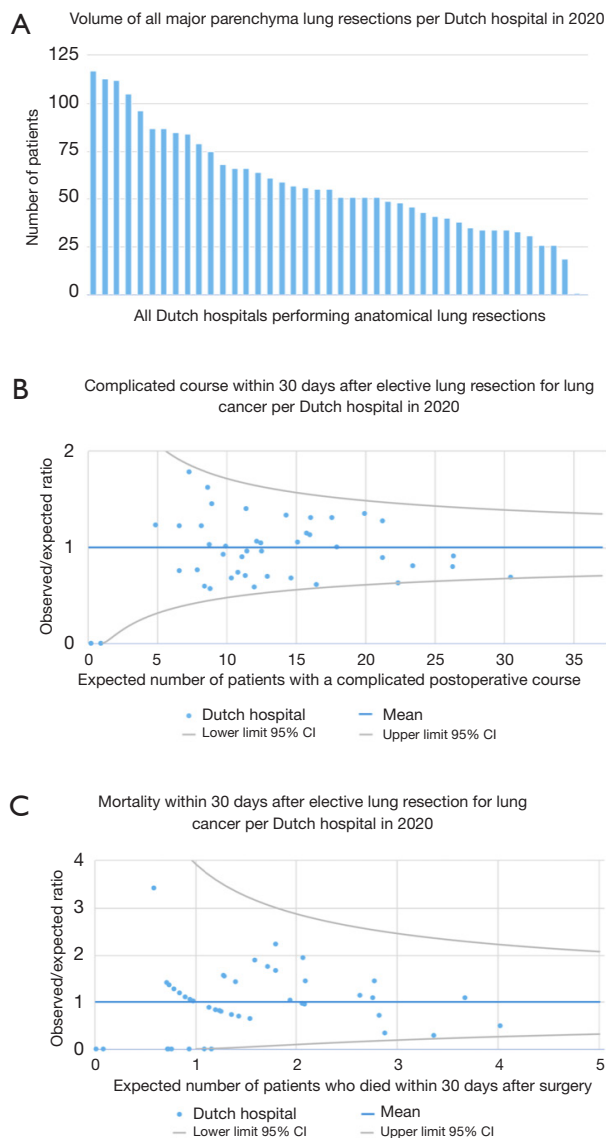 A
Volume of all major parenchyma lung resections per Dutch hospital in 2020
Number of patients
125
100
75
50
25
0
All Dutch hospitals performing anatomical lung resections
B
Complicated course within 30 days after elective lung resection for lung
cancer per Dutch hospital in 2020
Observed/expected ratio
2
1
0
0 5 10 15 20 25 30 35
Expected number of patients with a complicated postoperative course
Dutch hospital Mean
Lower limit 95% CI Upper limit 95% CI
C
Mortality within 30 days after elective lung resection for lung
cancer per Dutch hospital in 2020
Observed/expected ratio
4
3
2
1
0
0 1 2 3 4 5
Expected number of patients who died within 30 days after surgery
Dutch hospital Mean
Lower limit 95% CI Upper limit 95% CI